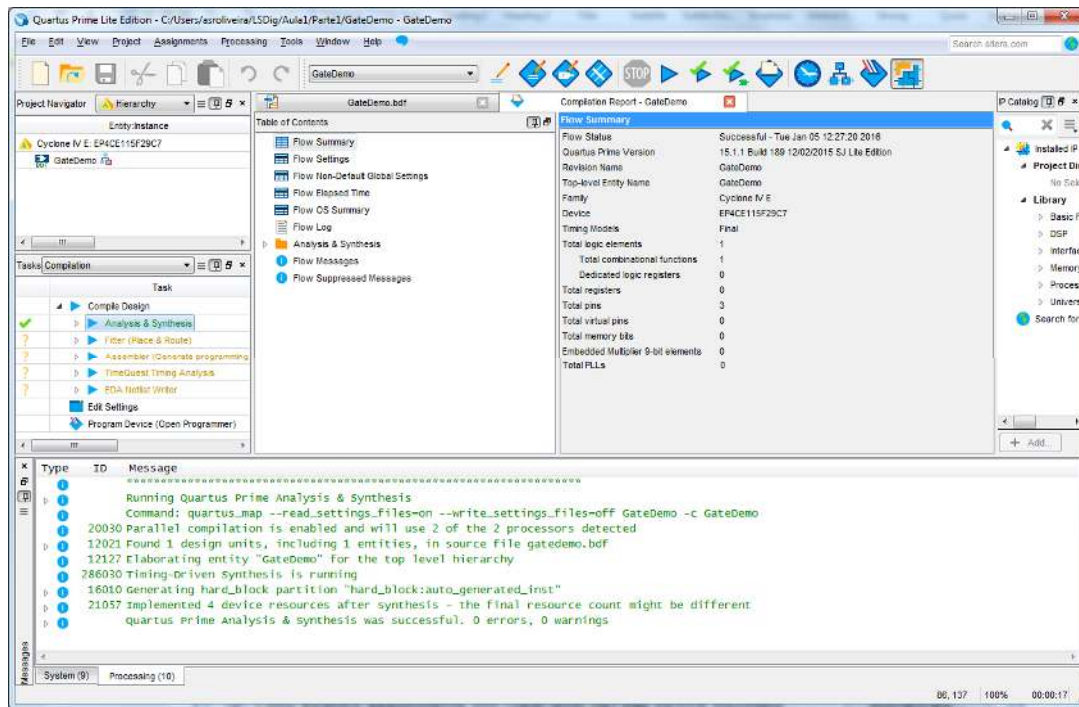 Quartus Prime Lite Edition - C:/Users/asroliveira/LSDig/Aula1/Parte1/GateDemo - GateDemo
File Edit View Project Assignments Processing Tools Window Help
Search altera.com
GateDemo
STOP
Project Navigator Hierarchy
Entity:Instance
Cyclone IV E: EP4CE115F29C7
GateDemo
Tasks Compilation
Task
Compile Design
Analysis & Synthesis
Fitter (Place & Route)
Assembler (Generate programming
TimeQuest Timing Analysis
EDA Netlist Writer
Edit Settings
Program Device (Open Programmer)
GateDemo.bdf
Compilation Report - GateDemo
Table of Contents
Flow Summary
Flow Settings
Flow Non-Default Global Settings
Flow Elapsed Time
Flow OS Summary
Flow Log
Analysis & Synthesis
Flow Messages
Flow Suppressed Messages
Flow Summary
Flow Status Successful - Tue Jan 05 12:27:20 2016
Quartus Prime Version 15.1.1 Build 189 12/02/2015 SJ Lite Edition
Revision Name GateDemo
Top-level Entity Name GateDemo
Family Cyclone IV E
Device EP4CE115F29C7
Timing Models Final
Total logic elements 1
Total combinational functions 1
Dedicated logic registers 0
Total registers 0
Total pins 3
Total virtual pins 0
Total memory bits 0
Embedded Multiplier 9-bit elements 0
Total PLLs 0
IP Catalog
Installed IP
Project Dir
No Sele
Library
Basic F
DSP
Interfac
Memory
Process
Univers
Search for
+ Add...
Type ID Message
*******************************************************************
Running Quartus Prime Analysis & Synthesis
Command: quartus_map --read_settings_files=on --write_settings_files=off GateDemo -c GateDemo
20030 Parallel compilation is enabled and will use 2 of the 2 processors detected
12021 Found 1 design units, including 1 entities, in source file gatedemo.bdf
12127 Elaborating entity "GateDemo" for the top level hierarchy
286030 Timing-Driven Synthesis is running
16010 Generating hard_block partition "hard_block:auto_generated_inst"
21057 Implemented 4 device resources after synthesis - the final resource count might be different
Quartus Prime Analysis & Synthesis was successful. 0 errors, 0 warnings
Messages
System (9) Processing (10)
86, 137 100% 00:00:17